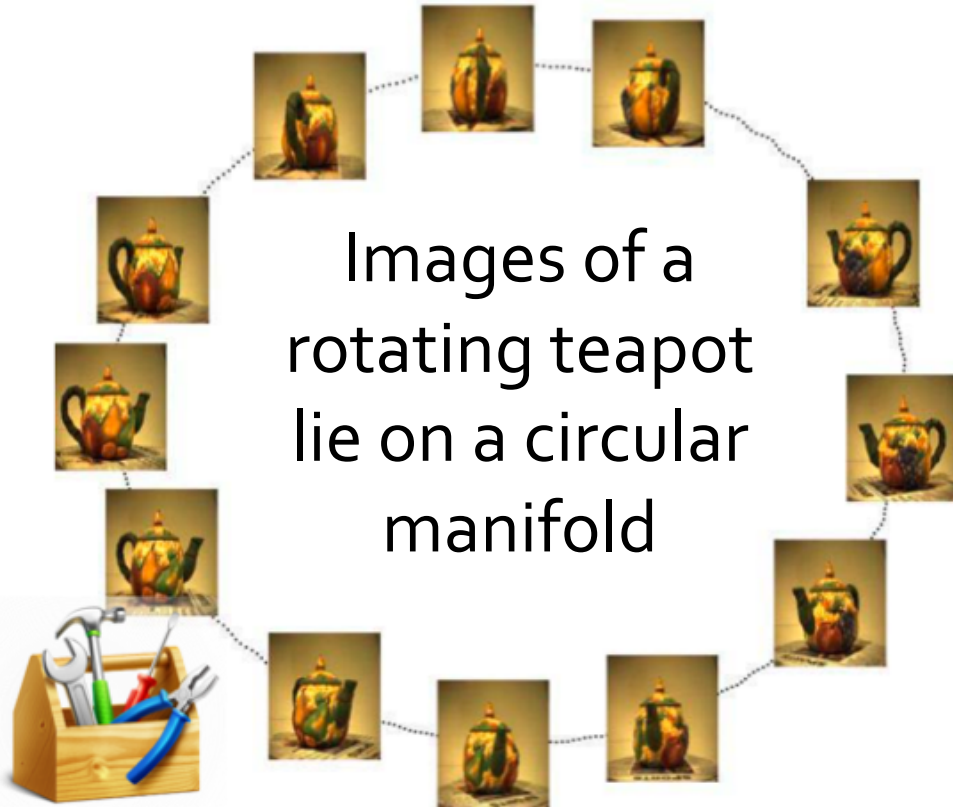 Images of a
rotating teapot
lie on a circular
manifold